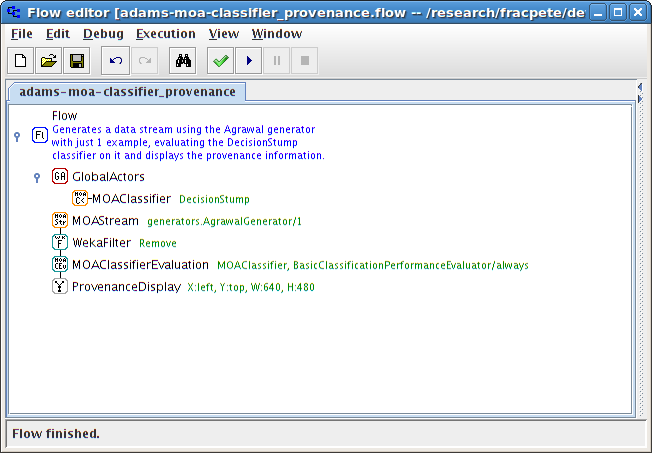 Flow editor [adams-moa-classifier_provenance.flow -- /research/fracpete/de
File Edit Debug Execution View Window
adams-moa-classifier_provenance
Flow
Fl Generates a data stream using the Agrawal generator
with just 1 example, evaluating the DecisionStump
classifier on it and displays the provenance information.
GA GlobalActors
MOA Cx MOAClassifier DecisionStump
MOA Str MOAStream generators.AgrawalGenerator/1
F WekaFilter Remove
MOA CEv MOAClassifierEvaluation MOAClassifier, BasicClassificationPerformanceEvaluator/always
ProvenanceDisplay X:left, Y:top, W:640, H:480
Flow finished.